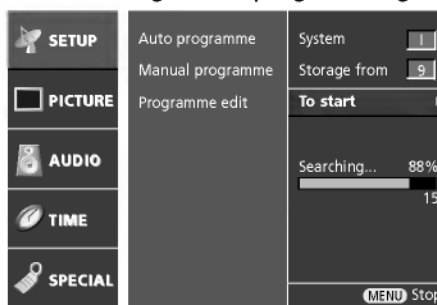 SETUP
PICTURE
AUDIO
TIME
SPECIAL
Auto programme
Manual programme
Programme edit
System I
Storage from 9
To start
Searching... 88%
15
MENU Stop